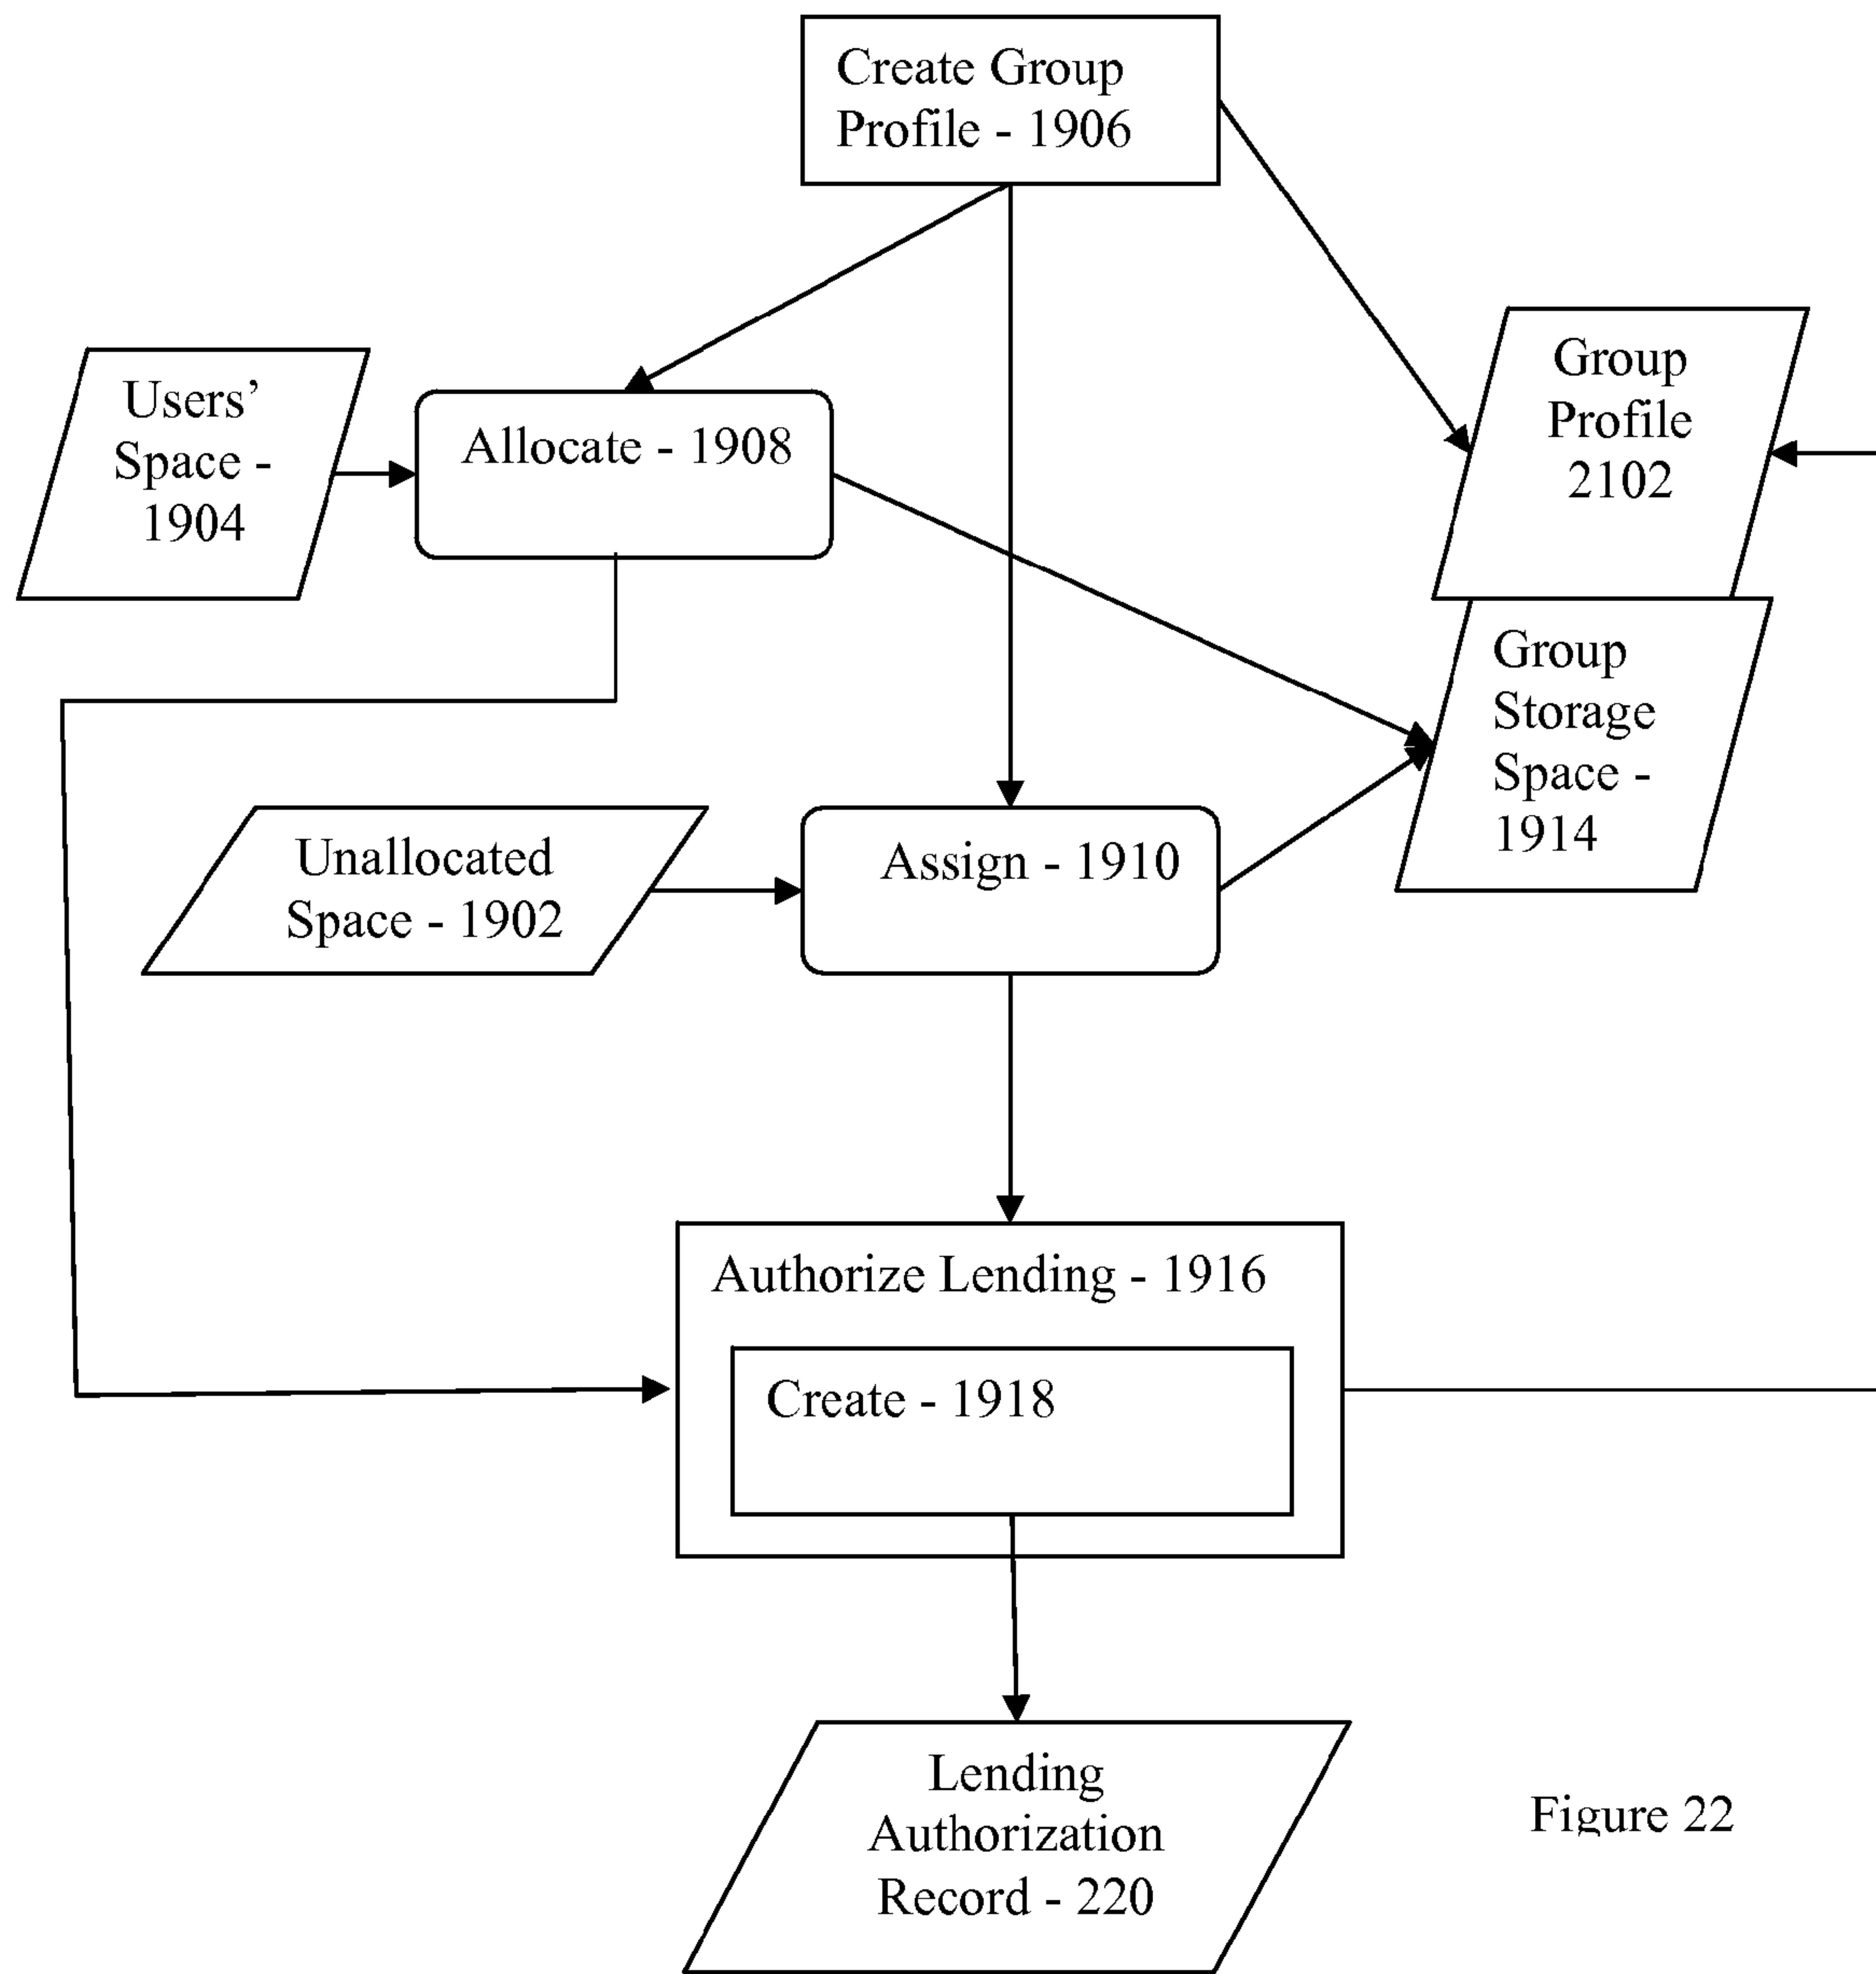 Create Group
Profile - 1906
Group
Profile
2102
Users’
Space -
1904
Allocate - 1908
Group
Storage
Space -
1914
Unallocated
Space - 1902
Assign - 1910
Authorize Lending - 1916
Create - 1918
Lending
Authorization
Record - 220
Figure 22